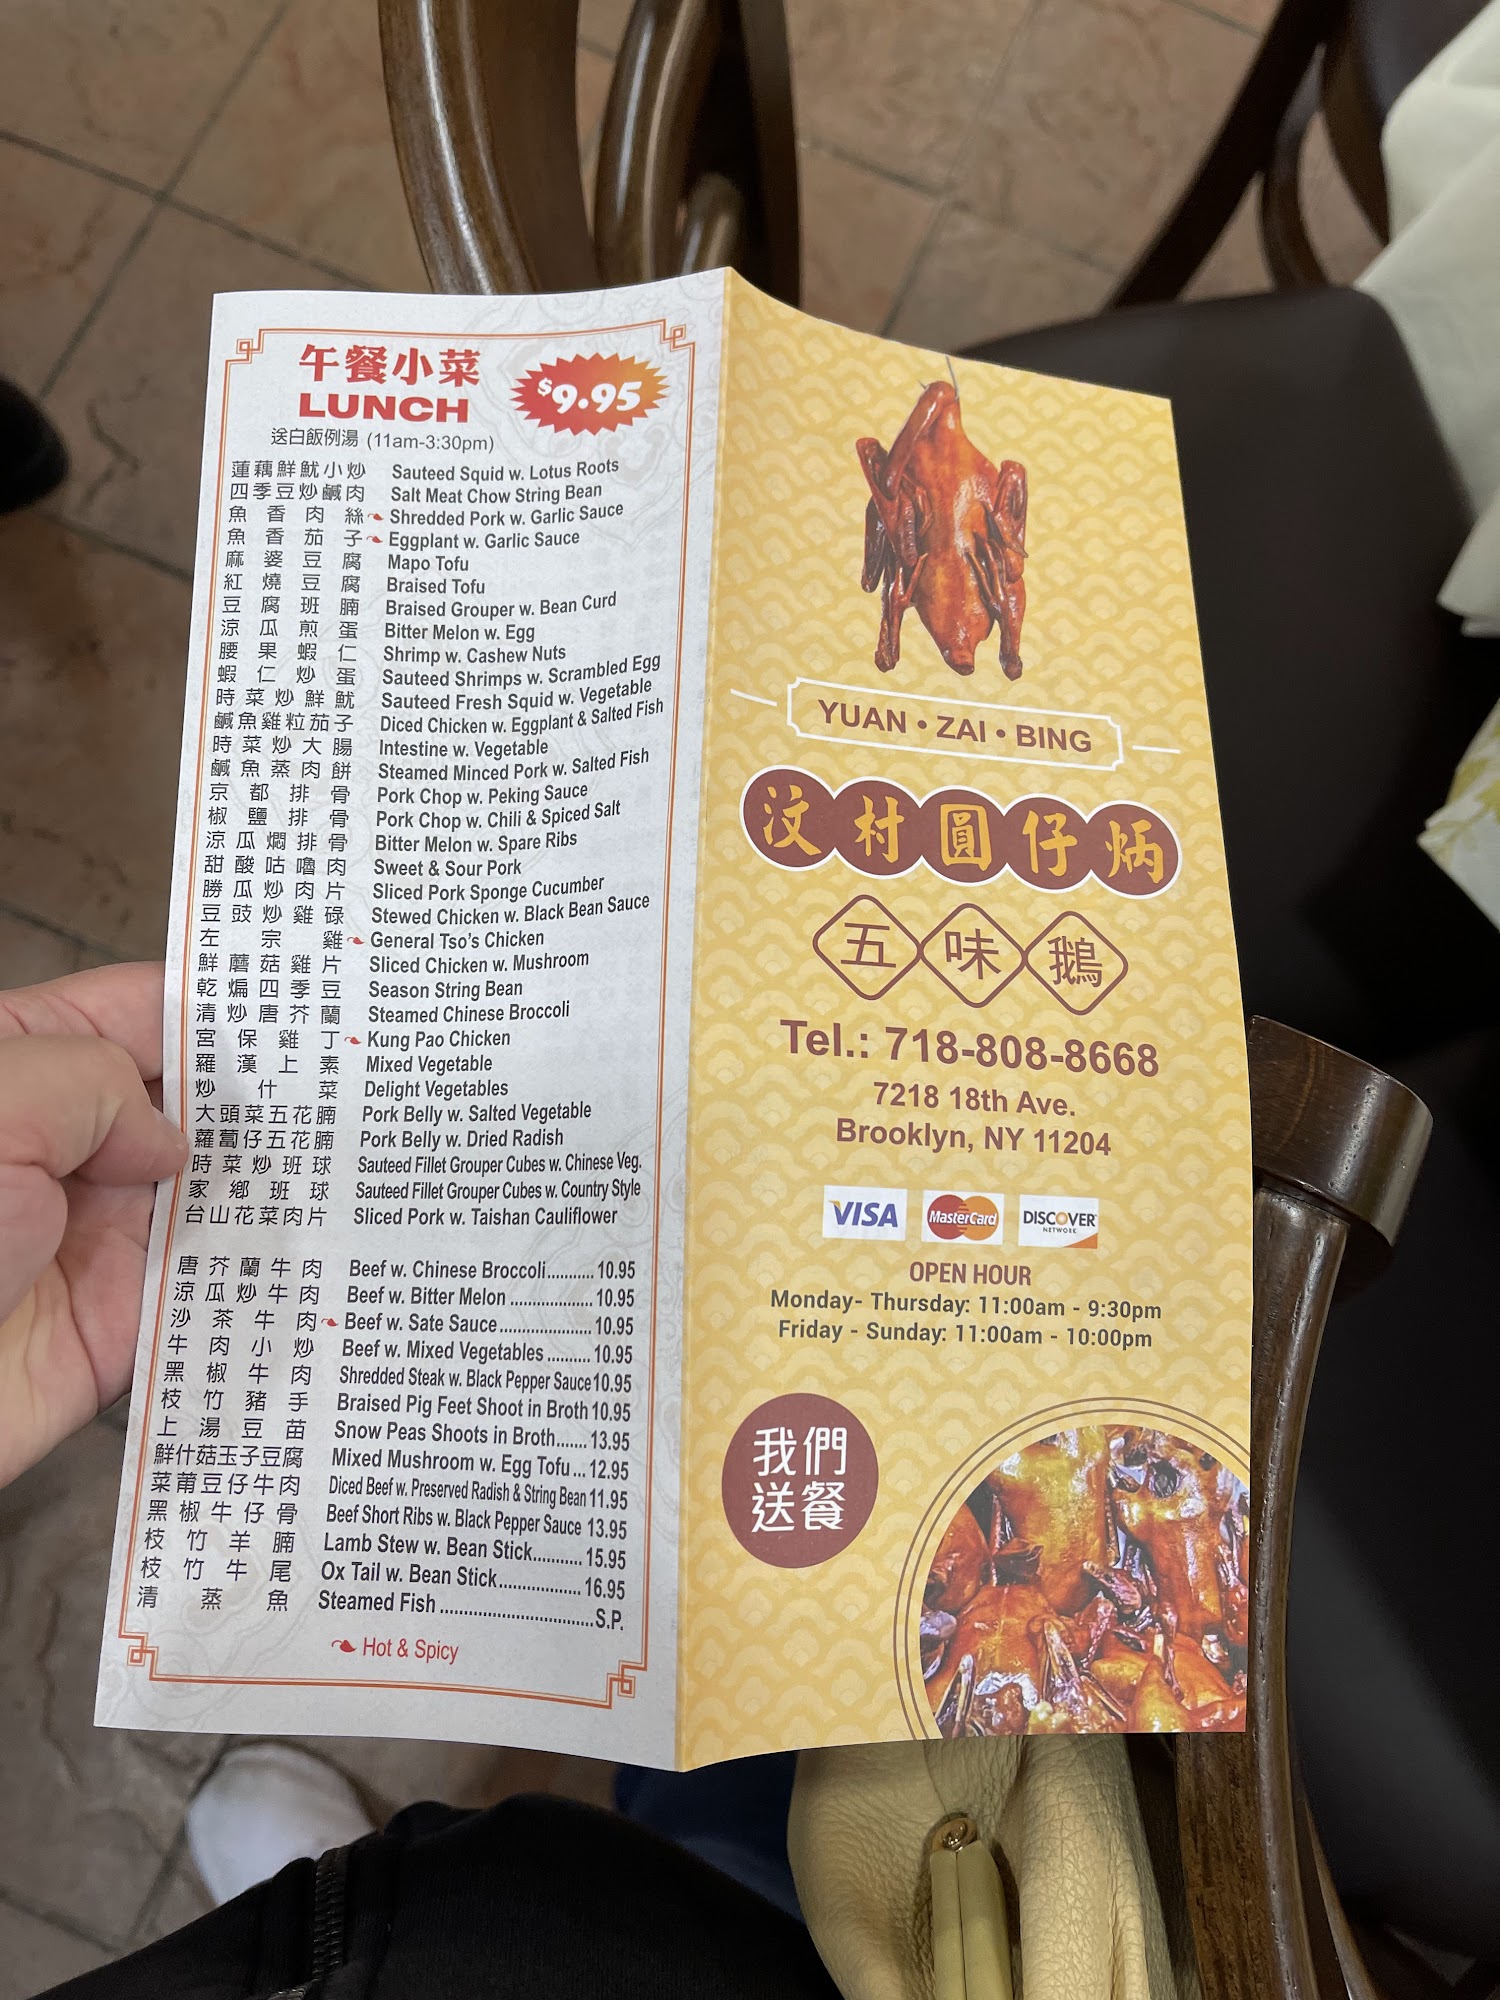 午餐小菜
LUNCH
$9.95
送白飯例湯 (11am-3:30pm)
蓮藕鮮魷小炒 Sauteed Squid w. Lotus Roots
四季豆炒鹹肉 Salt Meat Chow String Bean
魚香肉絲 Shredded Pork w. Garlic Sauce
魚香茄子 Eggplant w. Garlic Sauce
麻婆豆腐 Mapo Tofu
紅燒豆腐 Braised Tofu
豆腐班腩 Braised Grouper w. Bean Curd
涼瓜煎蛋 Bitter Melon w. Egg
腰果蝦仁 Shrimp w. Cashew Nuts
蝦仁炒蛋 Sauteed Shrimps w. Scrambled Egg
時菜炒鮮魷 Sauteed Fresh Squid w. Vegetable
鹹魚雞粒茄子 Diced Chicken w. Eggplant & Salted Fish
時菜炒大腸 Intestine w. Vegetable
鹹魚蒸肉餅 Steamed Minced Pork w. Salted Fish
京都排骨 Pork Chop w. Peking Sauce
椒鹽排骨 Pork Chop w. Chili & Spiced Salt
涼瓜燜排骨 Bitter Melon w. Spare Ribs
甜酸咕嚕肉 Sweet & Sour Pork
勝瓜炒肉片 Sliced Pork Sponge Cucumber
豆豉炒雞碌 Stewed Chicken w. Black Bean Sauce
左宗雞 General Tso's Chicken
鮮蘑菇雞片 Sliced Chicken w. Mushroom
乾煸四季豆 Season String Bean
清炒唐芥蘭 Steamed Chinese Broccoli
宮保雞丁 Kung Pao Chicken
羅漢上素 Mixed Vegetable
炒什菜 Delight Vegetables
大頭菜五花腩 Pork Belly w. Salted Vegetable
蘿蔔仔五花腩 Pork Belly w. Dried Radish
時菜炒班球 Sauteed Fillet Grouper Cubes w. Chinese Veg.
家鄉班球 Sauteed Fillet Grouper Cubes w. Country Style
台山花菜肉片 Sliced Pork w. Taishan Cauliflower
唐芥蘭牛肉 Beef w. Chinese Broccoli........... 10.95
涼瓜炒牛肉 Beef w. Bitter Melon .................... 10.95
沙茶牛肉 Beef w. Sate Sauce...................... 10.95
牛肉小炒 Beef w. Mixed Vegetables .......... 10.95
黑椒牛肉 Shredded Steak w. Black Pepper Sauce 10.95
枝竹豬手 Braised Pig Feet Shoot in Broth 10.95
上湯豆苗 Snow Peas Shoots in Broth....... 13.95
鮮什菇玉子豆腐 Mixed Mushroom w. Egg Tofu ... 12.95
菜莆豆仔牛肉 Diced Beef w. Preserved Radish & String Bean 11.95
黑椒牛仔骨 Beef Short Ribs w. Black Pepper Sauce 13.95
枝竹羊腩 Lamb Stew w. Bean Stick........... 15.95
枝竹牛尾 Ox Tail w. Bean Stick.................. 16.95
清蒸魚 Steamed Fish ................................ S.P.
Hot & Spicy
YUAN • ZAI • BING
汶村圓仔炳
五味鵝
Tel.: 718-808-8668
7218 18th Ave.
Brooklyn, NY 11204
VISA MasterCard DISCOVER
NETWORK
OPEN HOUR
Monday- Thursday: 11:00am - 9:30pm
Friday - Sunday: 11:00am - 10:00pm
我們
送餐